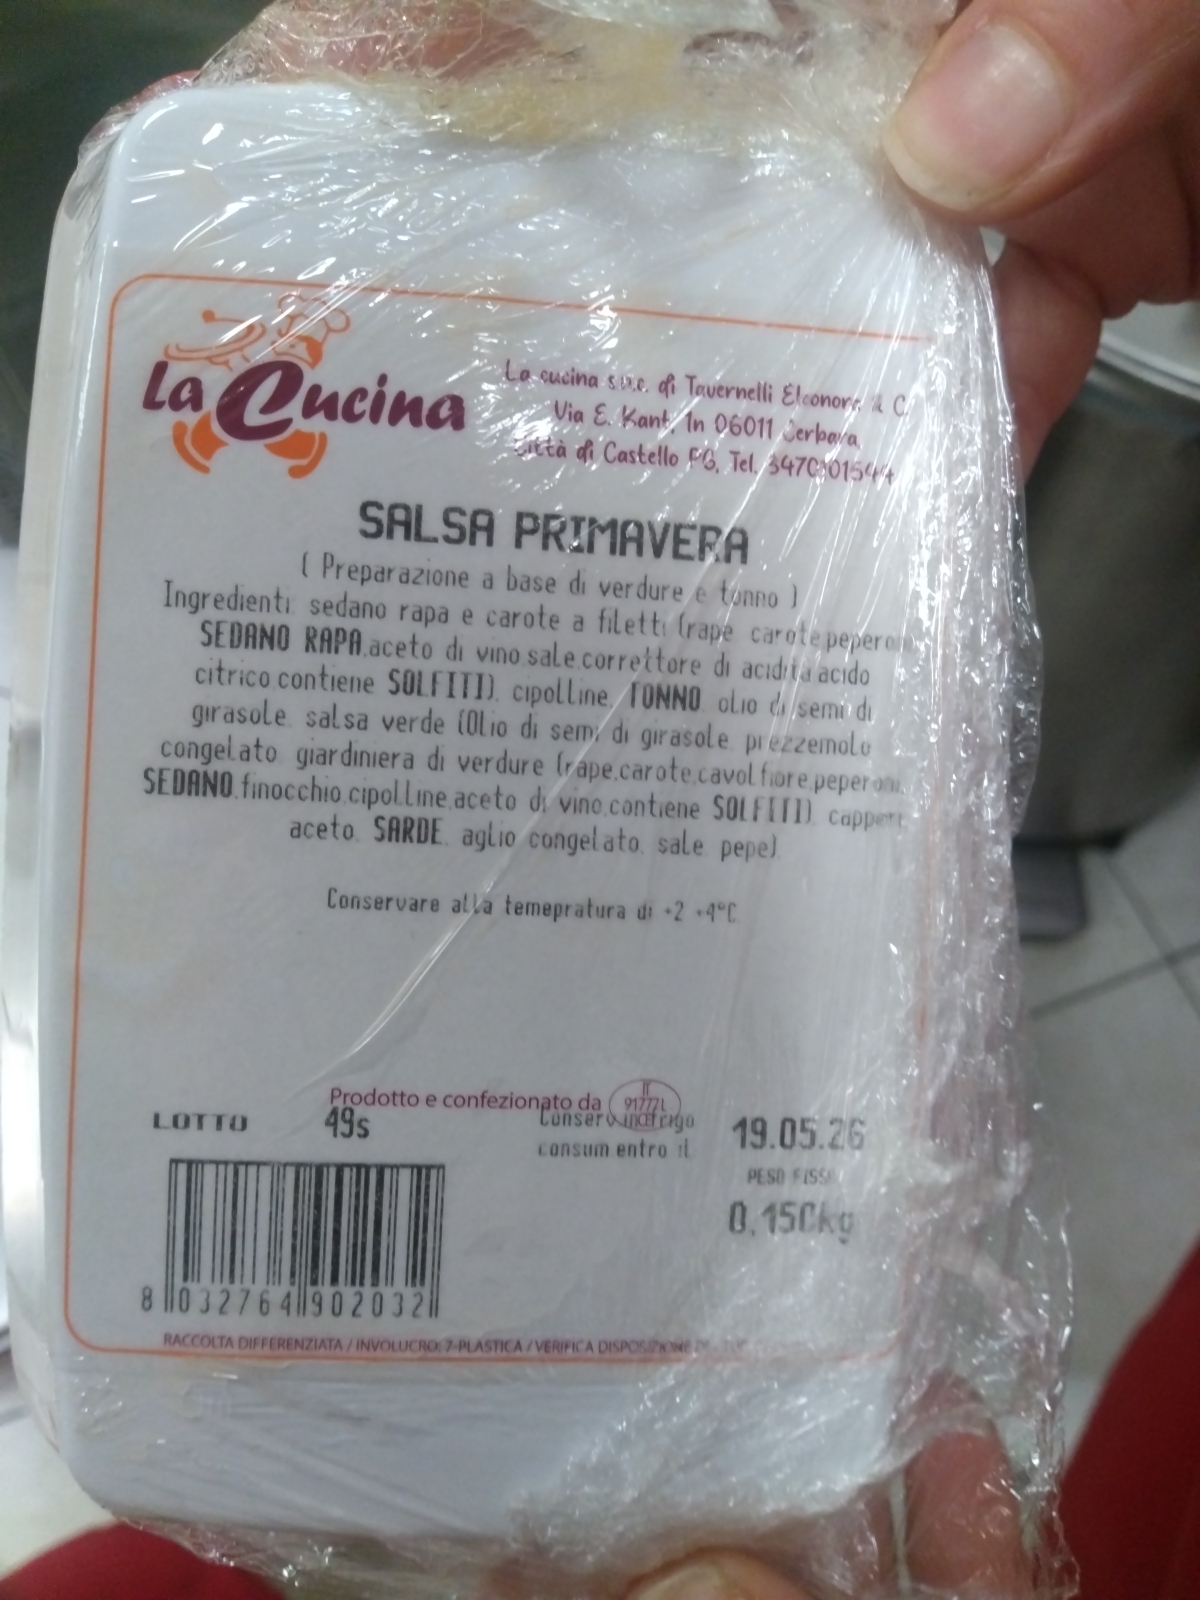 La Cucina
La cucina s.n.c. di Tavernelli Eleonora & C.
Via E. Kant, 1n 06011 Cerbara,
Città di Castello PG, Tel.
SALSA PRIMAVERA
( Preparazione a base di verdure e tonno )
Ingredienti: sedano rapa e carote a filetti (rape carote,peperoni
SEDANO RAPA,aceto di vino,sale,correttore di acidità acido
citrico,contiene SOLFITI), cipolline, TONNO, olio di semi di
girasole, salsa verde (Olio di semi di girasole, prezzemolo
congelato, giardiniera di verdure (rape,carote,cavolfiore,peperoni,
SEDANO,finocchio,cipolline,aceto di vino,contiene SOLFITI), capperi,
aceto, SARDE, aglio congelato, sale, pepe).
Conservare alla temepratura di +2 +4°C
Prodotto e confezionato da
IT
91777L
CE
LOTTO
49s
Conserv in frigo
consum entro il
19.05.26
PESO FISSO
0,150kg
8 032764 902032
RACCOLTA DIFFERENZIATA / INVOLUCRO: 7-PLASTICA / VERIFICA DISPOSIZIONE